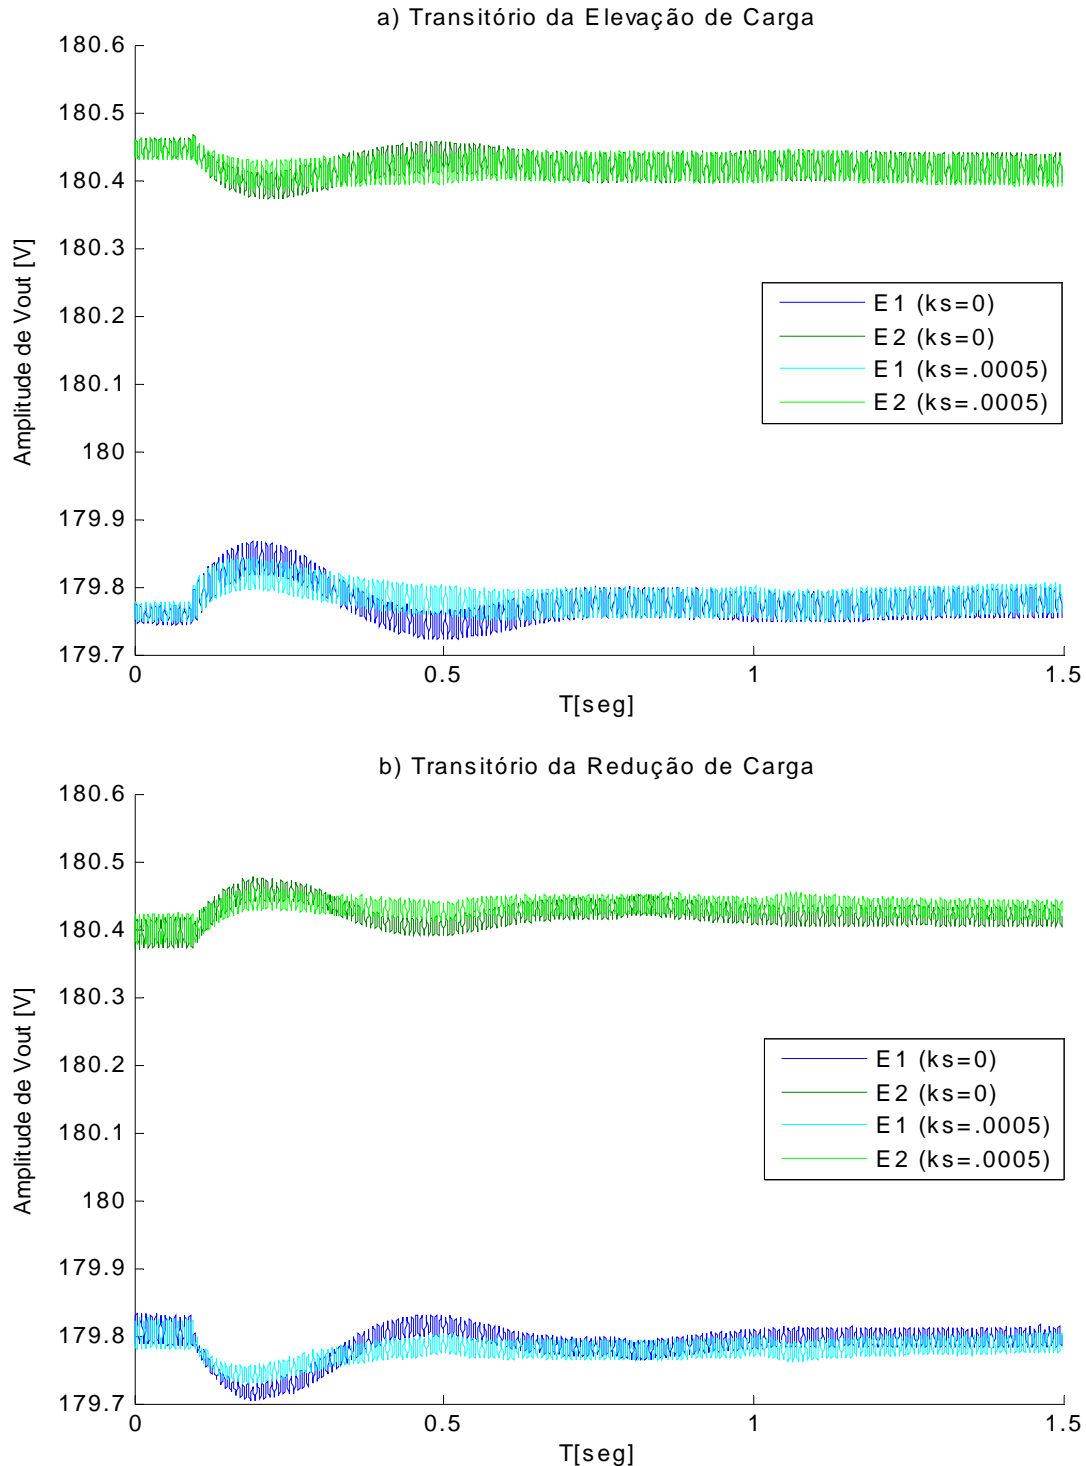 a) Transitório da Elevação de Carga
180.6
180.5
180.4
180.3
180.2
180.1
180
179.9
179.8
179.7
Amplitude de Vout [V]
E1 (ks=0)
E2 (ks=0)
E1 (ks=.0005)
E2 (ks=.0005)
0
0.5
1
1.5
T[seg]
b) Transitório da Redução de Carga
180.6
180.5
180.4
180.3
180.2
180.1
180
179.9
179.8
179.7
Amplitude de Vout [V]
E1 (ks=0)
E2 (ks=0)
E1 (ks=.0005)
E2 (ks=.0005)
0
0.5
1
1.5
T[seg]